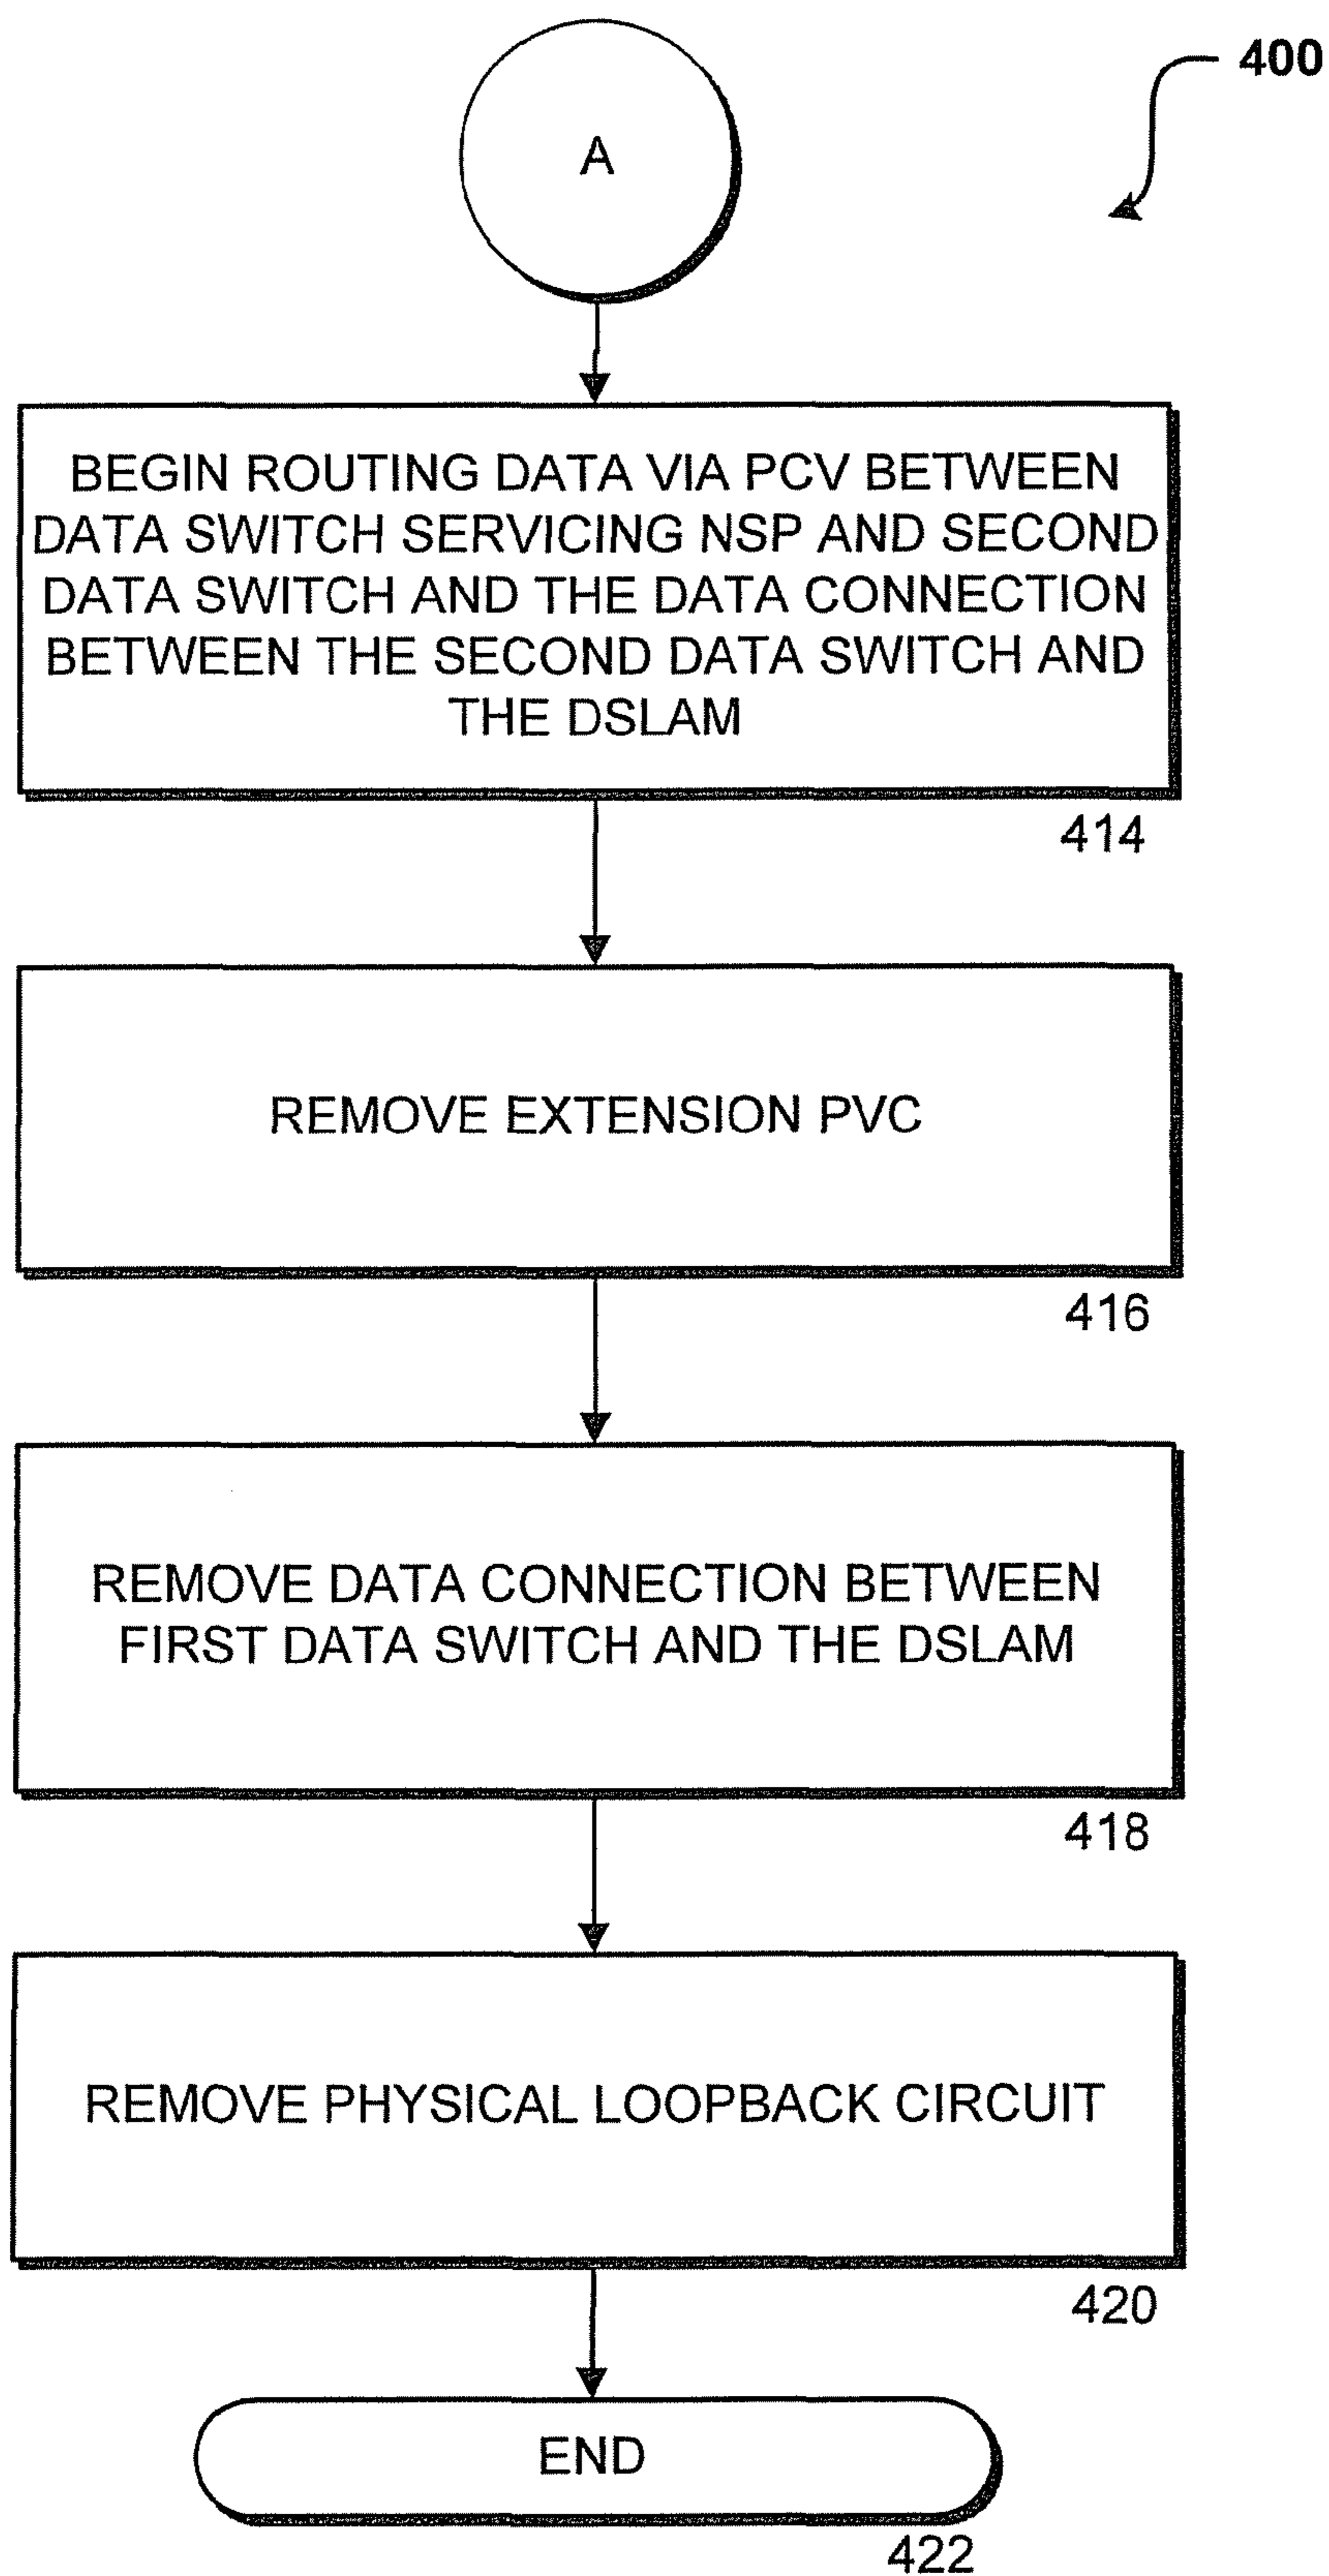 400
A
BEGIN ROUTING DATA VIA PCV BETWEEN
DATA SWITCH SERVICING NSP AND SECOND
DATA SWITCH AND THE DATA CONNECTION
BETWEEN THE SECOND DATA SWITCH AND
THE DSLAM
414
REMOVE EXTENSION PVC
416
REMOVE DATA CONNECTION BETWEEN
FIRST DATA SWITCH AND THE DSLAM
418
REMOVE PHYSICAL LOOPBACK CIRCUIT
420
END
422